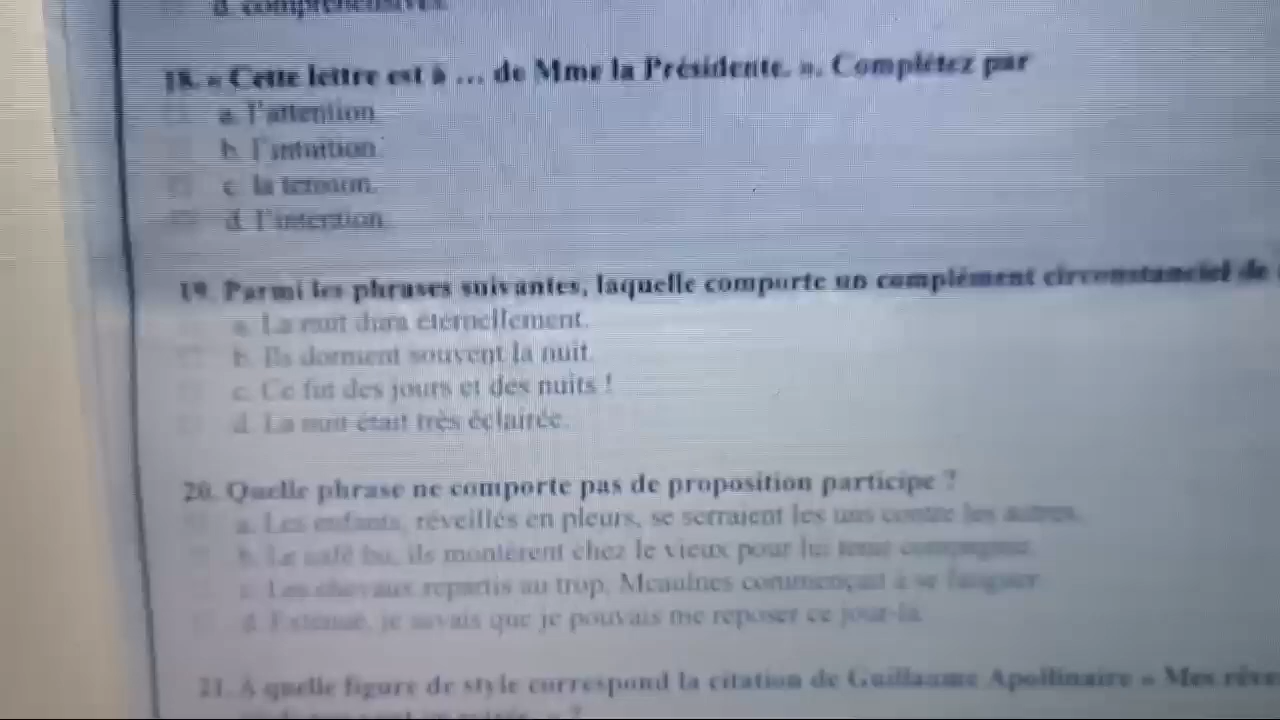 d. compréhensives.
18. « Cette lettre est à ... de Mme la Présidente. ». Complétez par
a. l'attention.
b. l'intuition.
c. la tension.
d. l'intention.
19. Parmi les phrases suivantes, laquelle comporte un complément circonstanciel de
a. La nuit dura éternellement.
b. Ils dorment souvent la nuit.
c. Ce fut des jours et des nuits !
d. La nuit était très éclairée.
20. Quelle phrase ne comporte pas de proposition participe ?
a. Les enfants, réveillés en pleurs, se serraient les uns contre les autres.
b. Le café bu, ils montèrent chez le vieux pour lui tenir compagnie.
c. Les chevaux repartis au trop, Meaulnes commençait à se fatiguer.
d. Exténué, je savais que je pouvais me reposer ce jour-là.
21. A quelle figure de style correspond la citation de Guillaume Apollinaire « Mes rêve